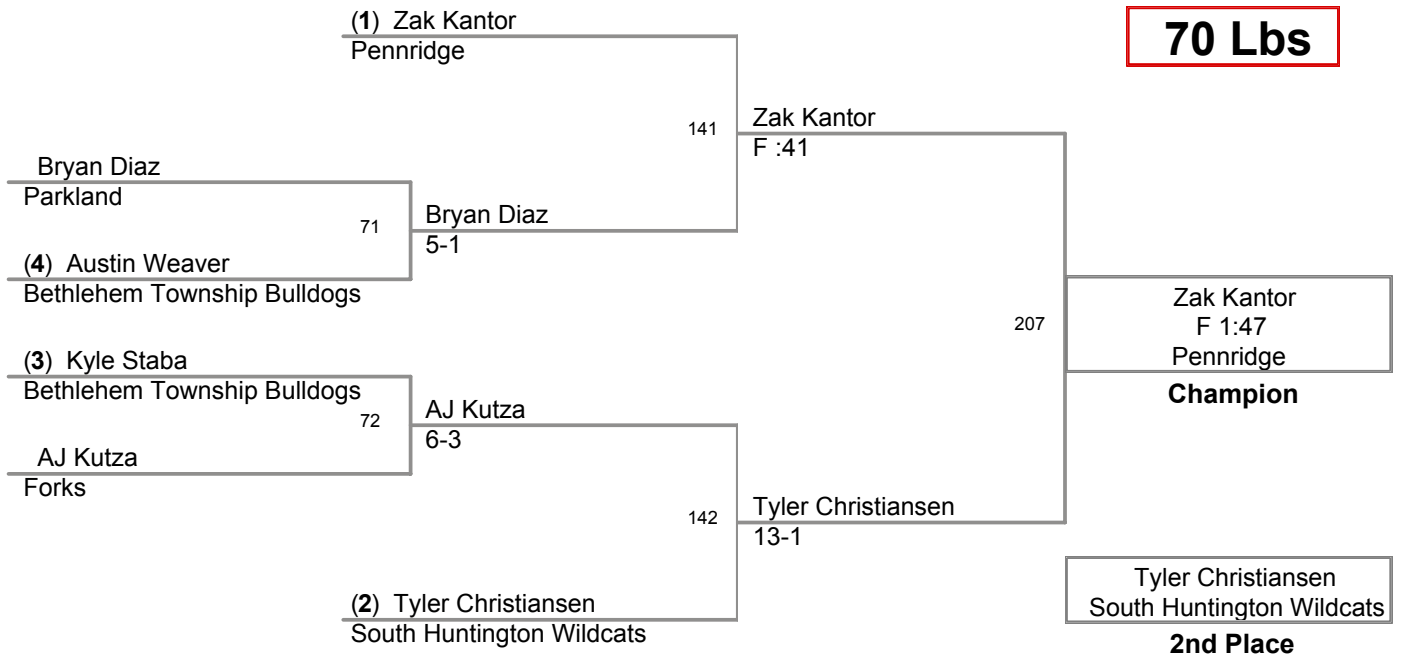 (1) Zak Kantor
Pennridge
70 Lbs
141
Zak Kantor
F :41
Bryan Diaz
Parkland
71
Bryan Diaz
5-1
(4) Austin Weaver
Bethlehem Township Bulldogs
207
Zak Kantor
F 1:47
Pennridge
Champion
(3) Kyle Staba
Bethlehem Township Bulldogs
72
AJ Kutza
6-3
AJ Kutza
Forks
142
Tyler Christiansen
13-1
(2) Tyler Christiansen
South Huntington Wildcats
Tyler Christiansen
South Huntington Wildcats
2nd Place